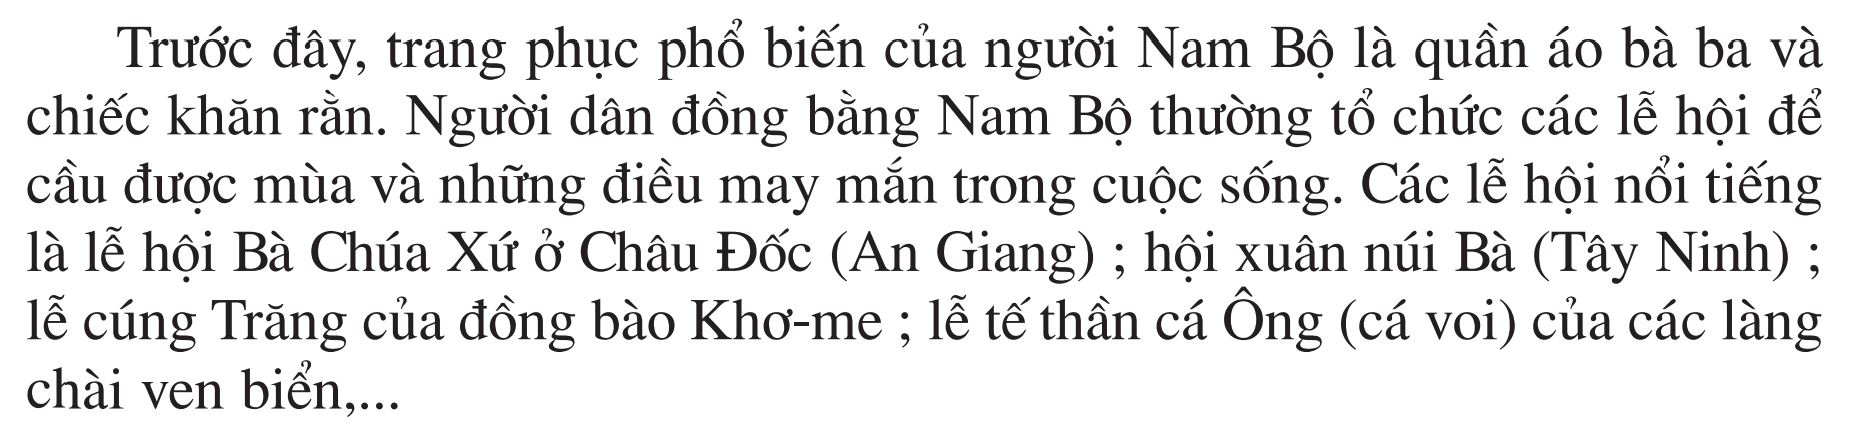 Trước đây, trang phục phổ biến của người Nam Bộ là quần áo bà ba và
chiếc khăn rằn. Người dân đồng bằng Nam Bộ thường tổ chức các lễ hội để
cầu được mùa và những điều may mắn trong cuộc sống. Các lễ hội nổi tiếng
là lễ hội Bà Chúa Xứ ở Châu Đốc (An Giang) ; hội xuân núi Bà (Tây Ninh) ;
lễ cúng Trăng của đồng bào Khơ-me ; lễ tế thần cá Ông (cá voi) của các làng
chài ven biển,...